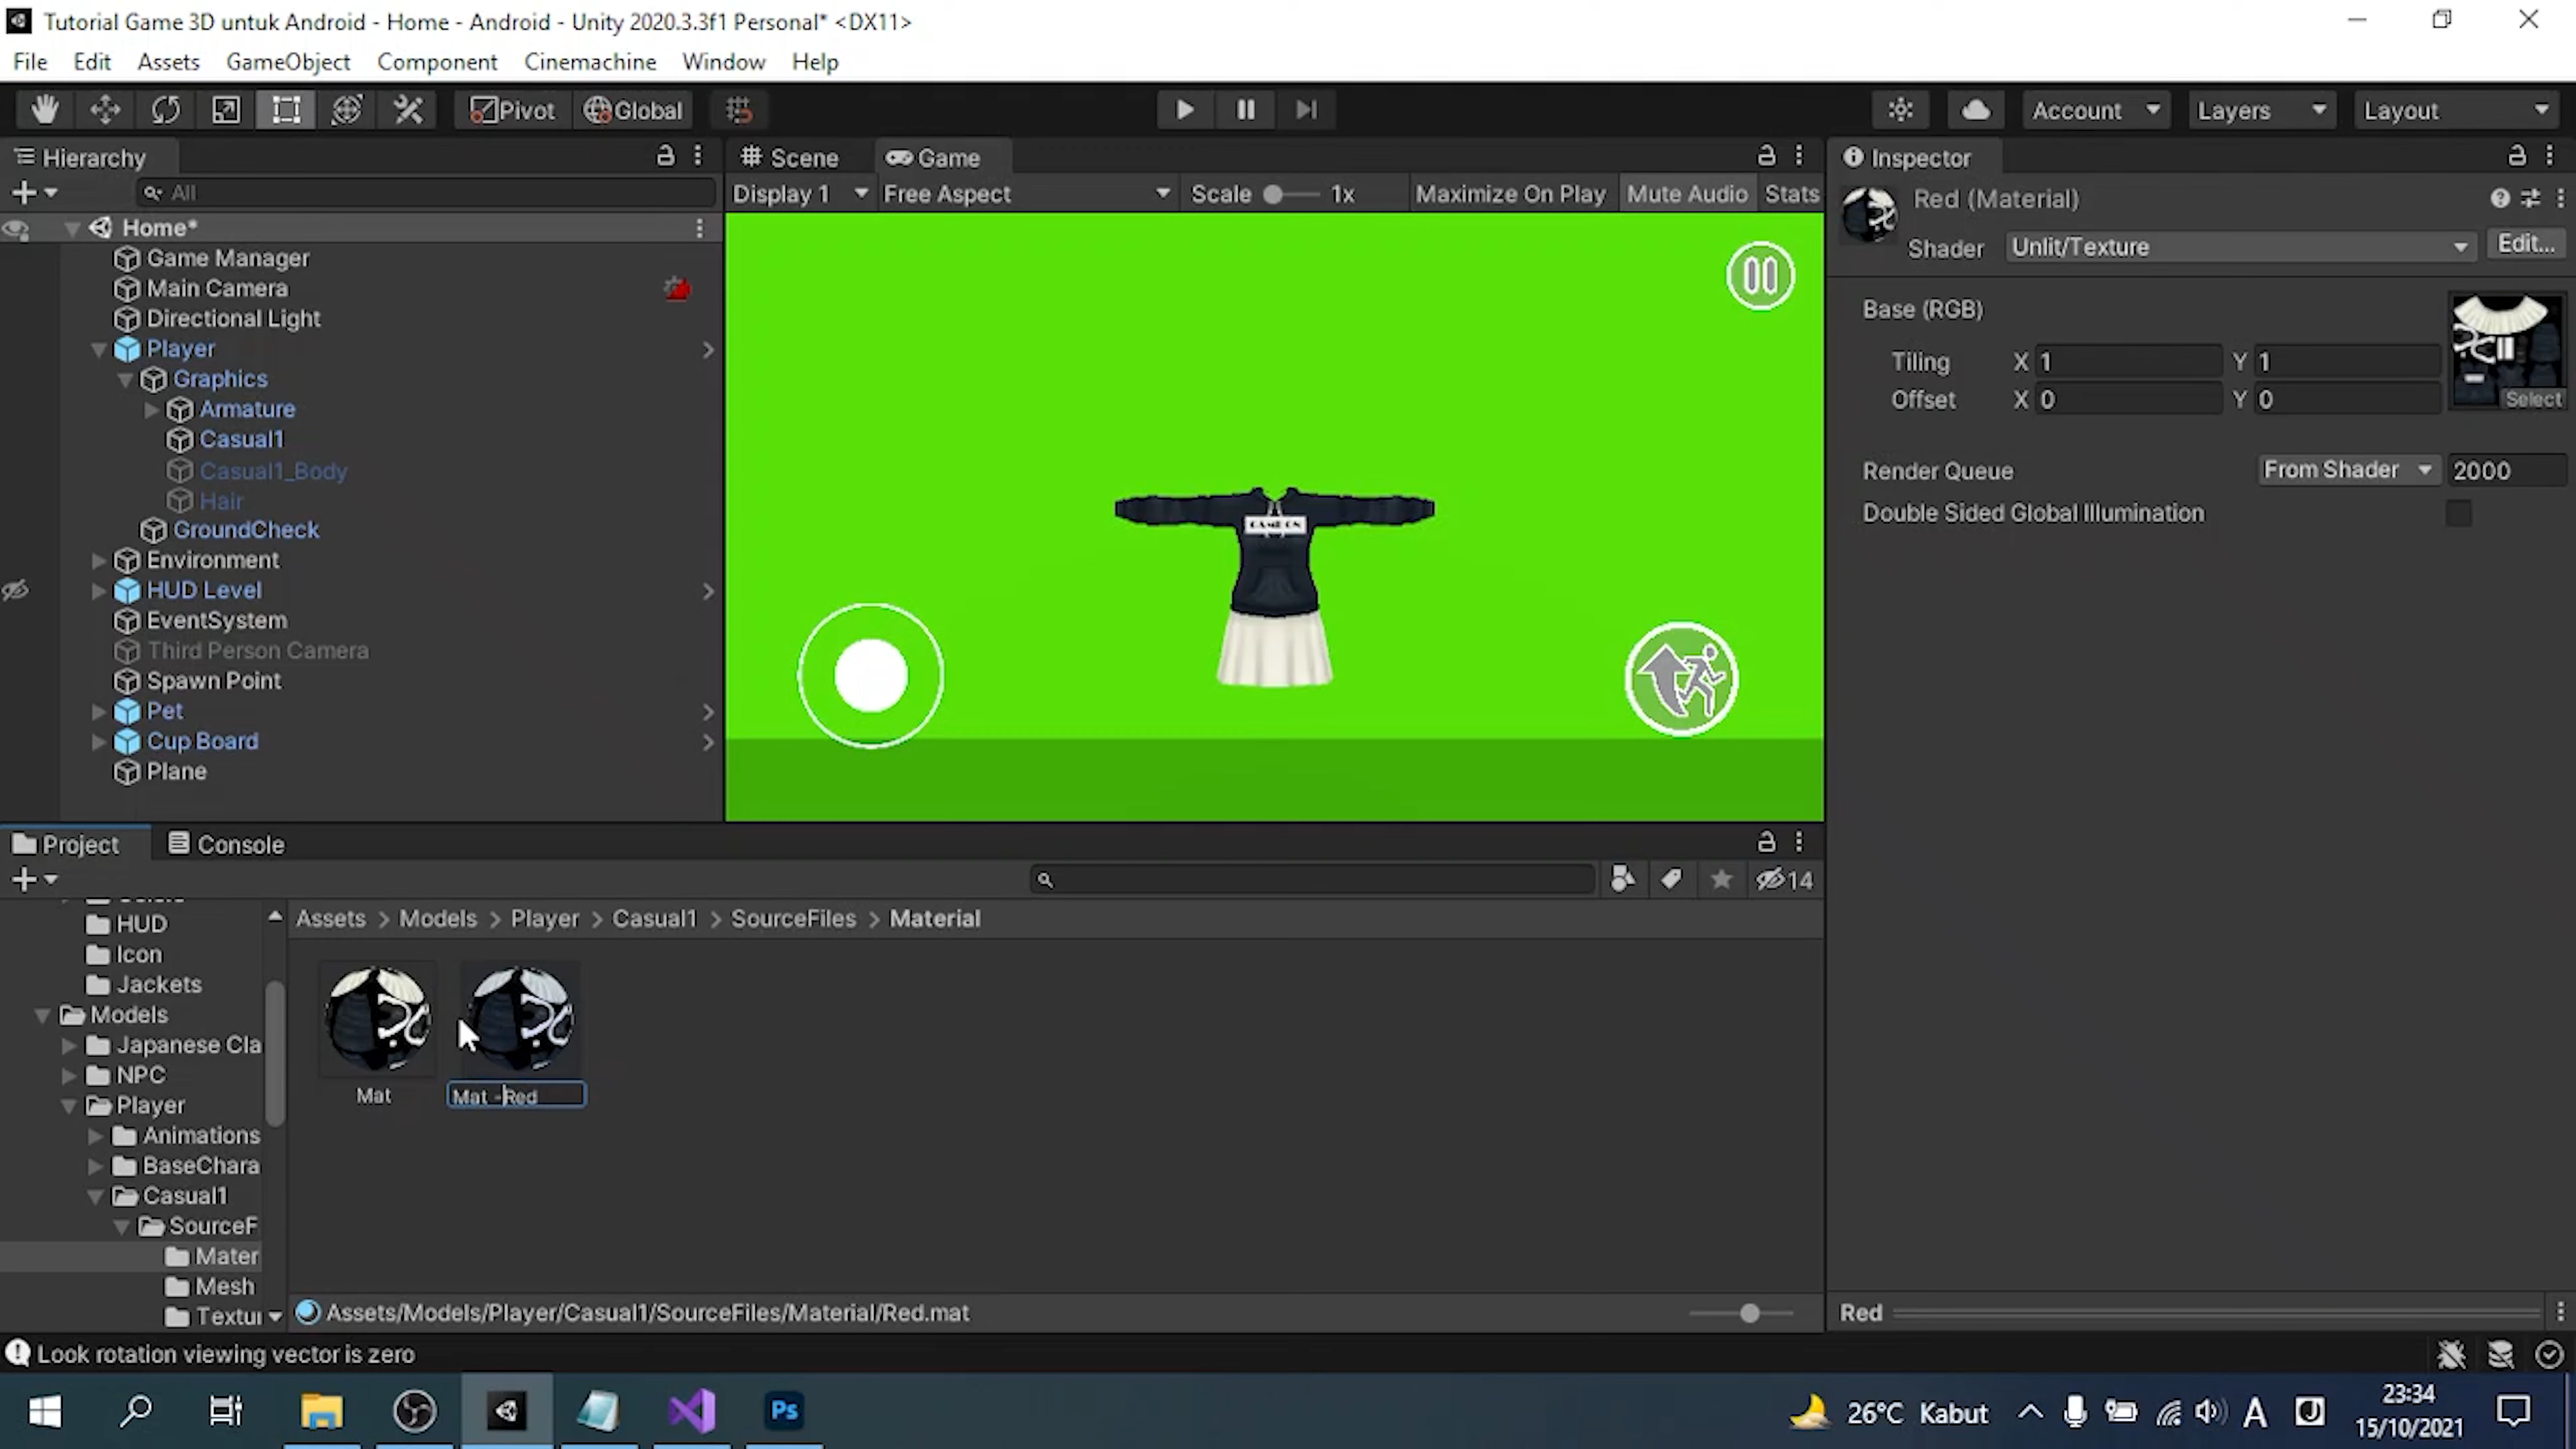 Tutorial Game 3D untuk Android - Home - Android - Unity 2020.3.3f1 Personal* <DX11>
File Edit Assets GameObject Component Cinemachine Window Help
Pivot Global Account Layers Layout
Hierarchy
All
Home*
Game Manager
Main Camera
Directional Light
Player
Graphics
Armature
Casual1
Casual1_Body
Hair
GroundCheck
Environment
HUD Level
EventSystem
Third Person Camera
Spawn Point
Pet
Cup Board
Plane
Scene Game
Display 1 Free Aspect Scale 1x Maximize On Play Mute Audio Stats
GAME ON
Inspector
Red (Material)
Shader Unlit/Texture Edit...
Base (RGB)
Tiling X 1 Y 1
Offset X 0 Y 0
Select
Render Queue From Shader 2000
Double Sided Global Illumination
Project Console
14
HUD
Icon
Jackets
Models
Japanese Cla
NPC
Player
Animations
BaseChara
Casual1
SourceF
Mater
Mesh
Textu
Assets > Models > Player > Casual1 > SourceFiles > Material
Mat
Mat -Red
Assets/Models/Player/Casual1/SourceFiles/Material/Red.mat
Red
Look rotation viewing vector is zero
Ps
26°C Kabut
A
J
23:34
15/10/2021